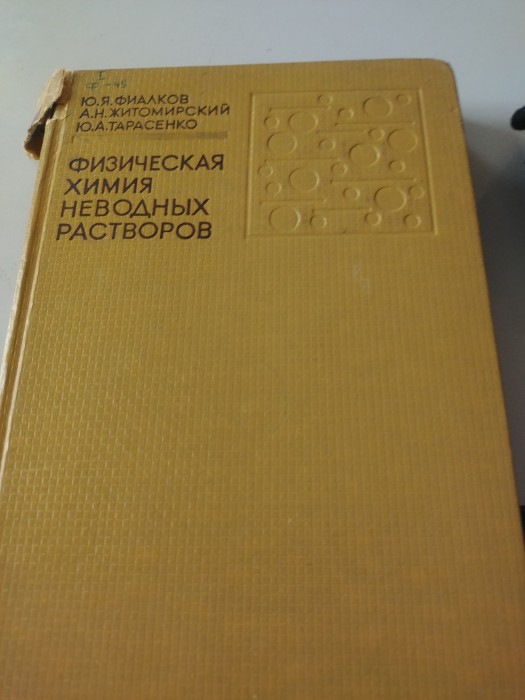 Ю.Я.ФИАЛКОВ
А.Н.ЖИТОМИРСКИЙ
Ю.А.ТАРАСЕНКО
ФИЗИЧЕСКАЯ
ХИМИЯ
НЕВОДНЫХ
РАСТВОРОВ